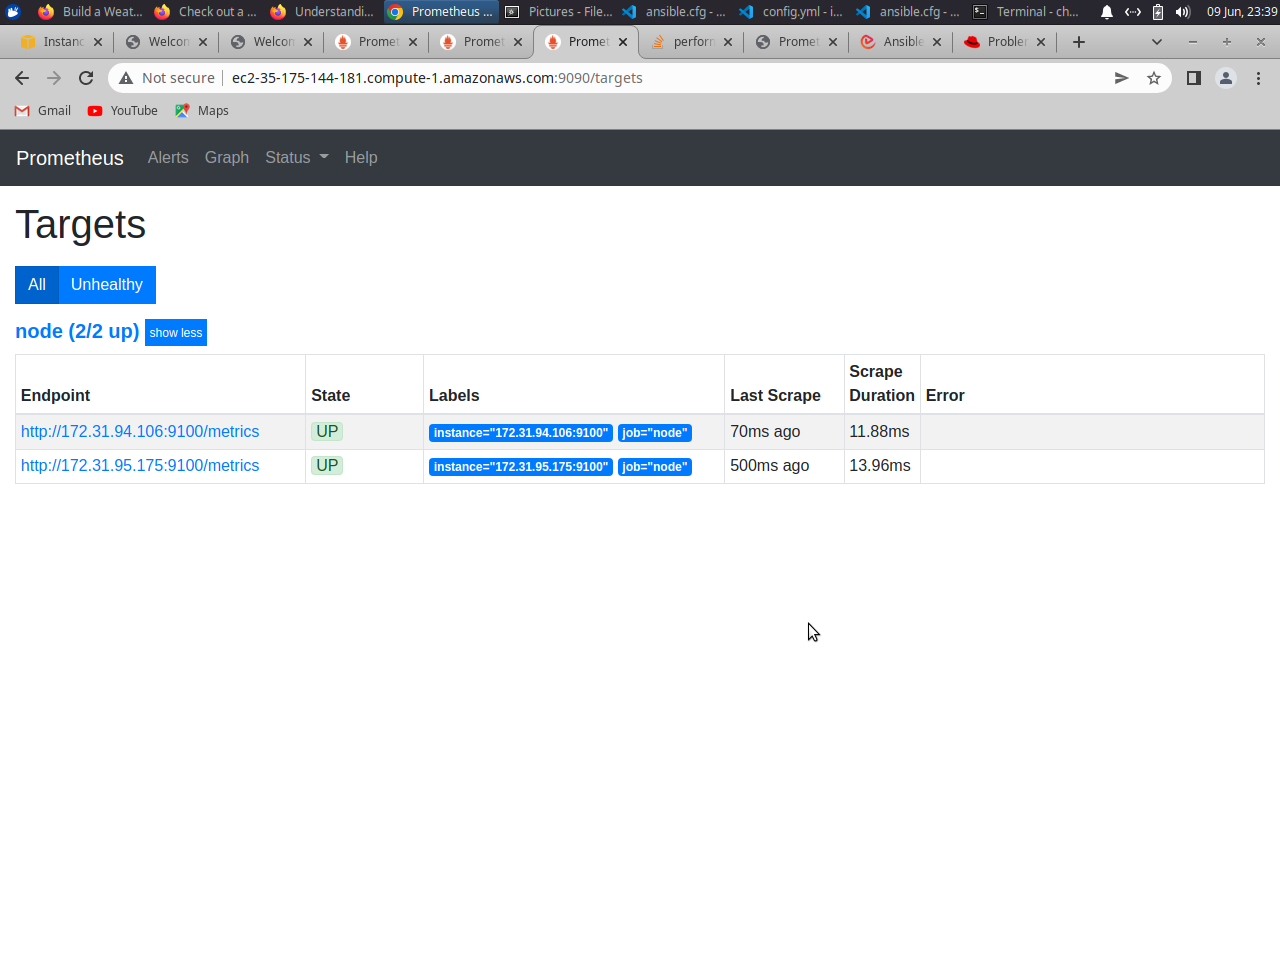 Build a Weat... Check out a ... Understandi... Prometheus ... Pictures - File... ansible.cfg - ... config.yml - i... ansible.cfg - ... Terminal - ch... 09 Jun, 23:39
Instanc Welcom Welcom Promet Promet Promet perform Promet Ansible Problem
Not secure ec2-35-175-144-181.compute-1.amazonaws.com:9090/targets
Gmail YouTube Maps
Prometheus Alerts Graph Status Help
Targets
All Unhealthy
node (2/2 up) show less
Endpoint State Labels Last Scrape Scrape Duration Error
http://172.31.94.106:9100/metrics UP instance="172.31.94.106:9100" job="node" 70ms ago 11.88ms
http://172.31.95.175:9100/metrics UP instance="172.31.95.175:9100" job="node" 500ms ago 13.96ms